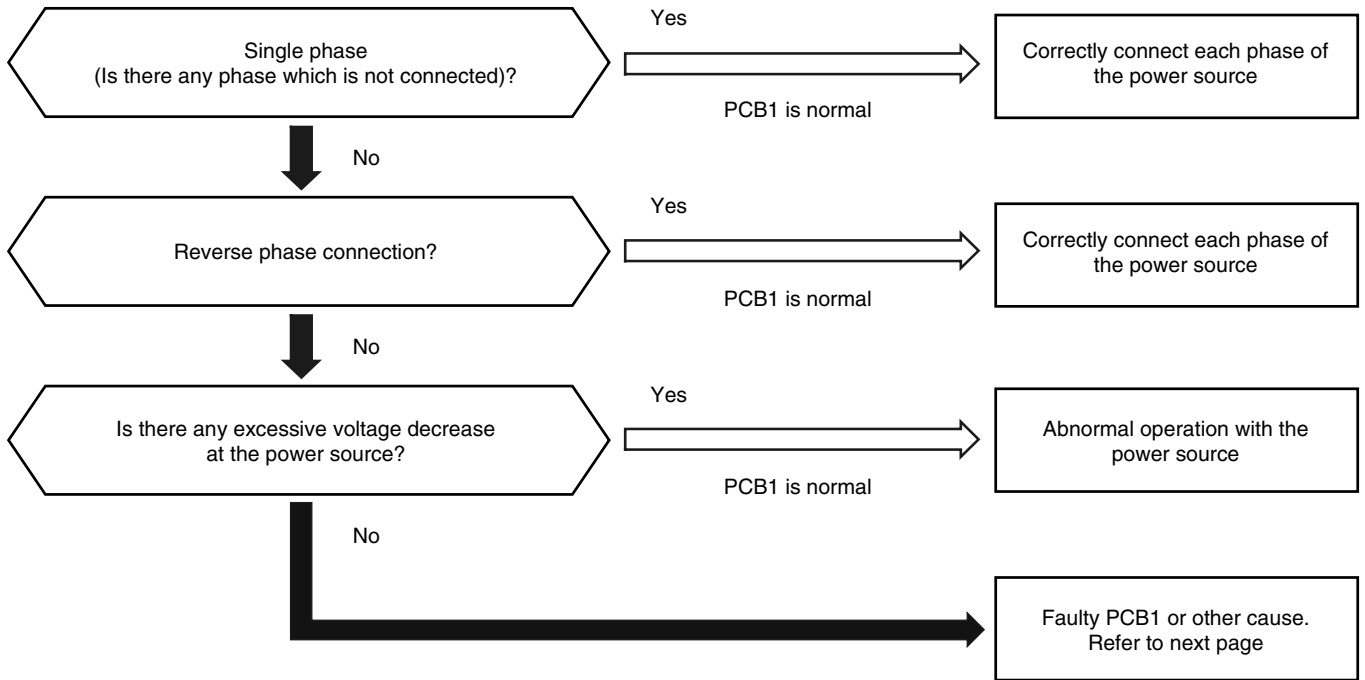 Single phase
(Is there any phase which is not connected)?
Yes
PCB1 is normal
Correctly connect each phase of
the power source
No
Reverse phase connection?
Yes
PCB1 is normal
Correctly connect each phase of
the power source
No
Is there any excessive voltage decrease
at the power source?
Yes
PCB1 is normal
Abnormal operation with the
power source
No
Faulty PCB1 or other cause.
Refer to next page